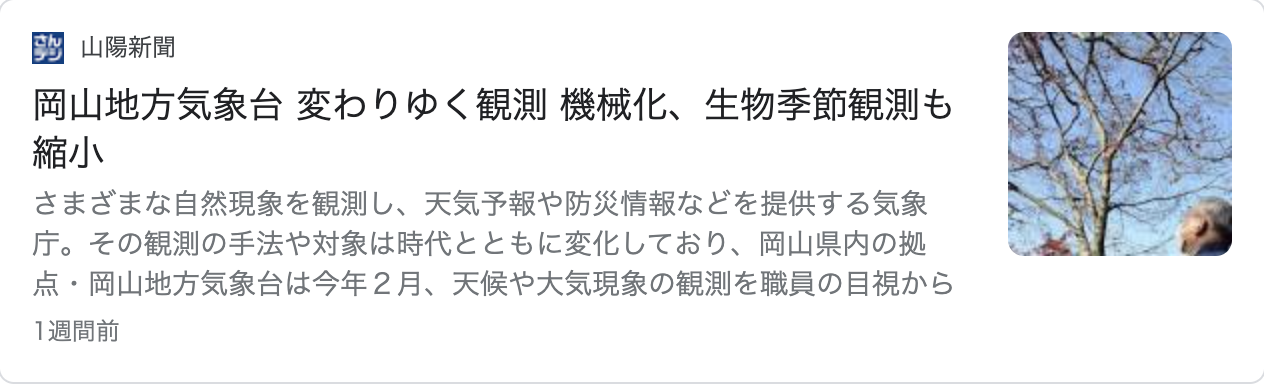 さんデジ
山陽新聞
岡山地方気象台 変わりゆく観測 機械化、生物季節観測も
縮小
さまざまな自然現象を観測し、天気予報や防災情報などを提供する気象
庁。その観測の手法や対象は時代とともに変化しており、岡山県内の拠
点・岡山地方気象台は今年２月、天候や大気現象の観測を職員の目視から
1週間前